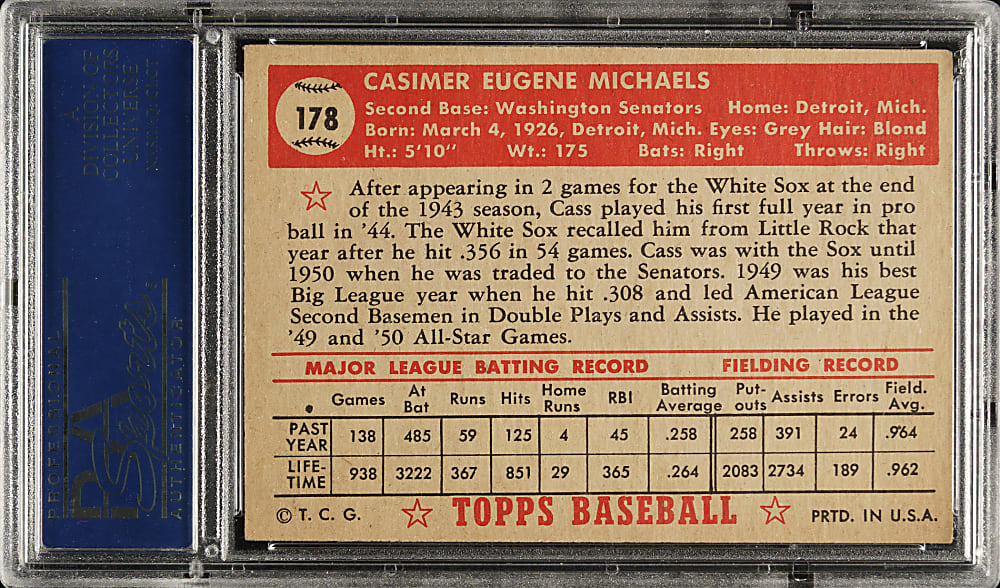 A
DIVISION OF
COLLECTORS
UNIVERSE
NASDAQ: CLCT
PROFESSIONAL
PSA
Sports
AUTHENTICATOR
178
CASIMER EUGENE MICHAELS
Second Base: Washington Senators Home: Detroit, Mich.
Born: March 4, 1926, Detroit, Mich. Eyes: Grey Hair: Blond
Ht.: 5'10" Wt.: 175 Bats: Right Throws: Right
After appearing in 2 games for the White Sox at the end
of the 1943 season, Cass played his first full year in pro
ball in '44. The White Sox recalled him from Little Rock that
year after he hit .356 in 54 games. Cass was with the Sox until
1950 when he was traded to the Senators. 1949 was his best
Big League year when he hit .308 and led American League
Second Basemen in Double Plays and Assists. He played in the
'49 and '50 All-Star Games.
MAJOR LEAGUE BATTING RECORD FIELDING RECORD
Games At Bat Runs Hits Home Runs RBI Batting Average Put-outs Assists Errors Field. Avg.
PAST YEAR 138 485 59 125 4 45 .258 258 391 24 .964
LIFE-TIME 938 3222 367 851 29 365 .264 2083 2734 189 .962
© T. C. G. TOPPS BASEBALL PRTD. IN U.S.A.